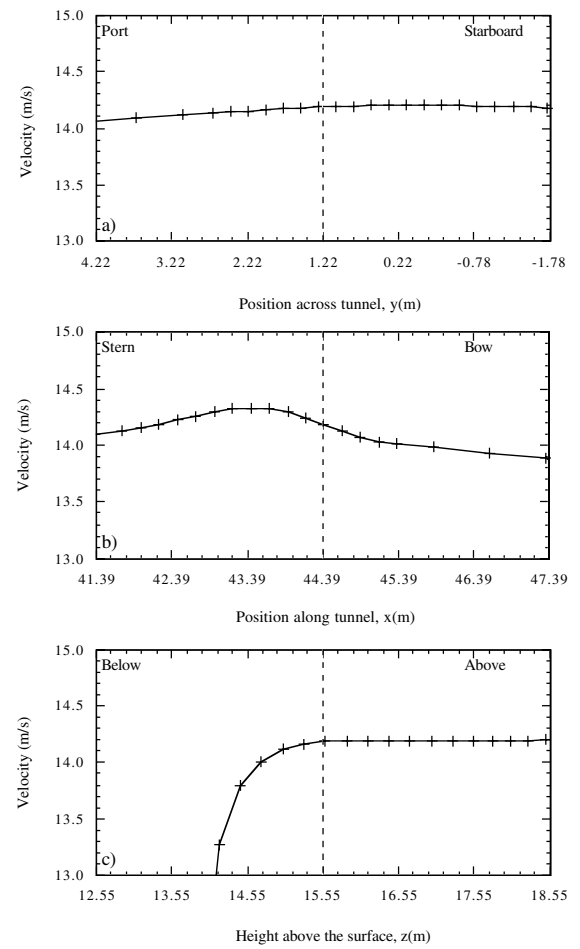 15.0
Port
Starboard
14.5
14.0
13.5
13.0
Velocity (m/s)
a)
4.22 3.22 2.22 1.22 0.22 -0.78 -1.78
Position across tunnel, y(m)
15.0
Stern
Bow
14.5
14.0
13.5
13.0
Velocity (m/s)
b)
41.39 42.39 43.39 44.39 45.39 46.39 47.39
Position along tunnel, x(m)
15.0
Below
Above
14.5
14.0
13.5
13.0
Velocity (m/s)
c)
12.55 13.55 14.55 15.55 16.55 17.55 18.55
Height above the surface, z(m)